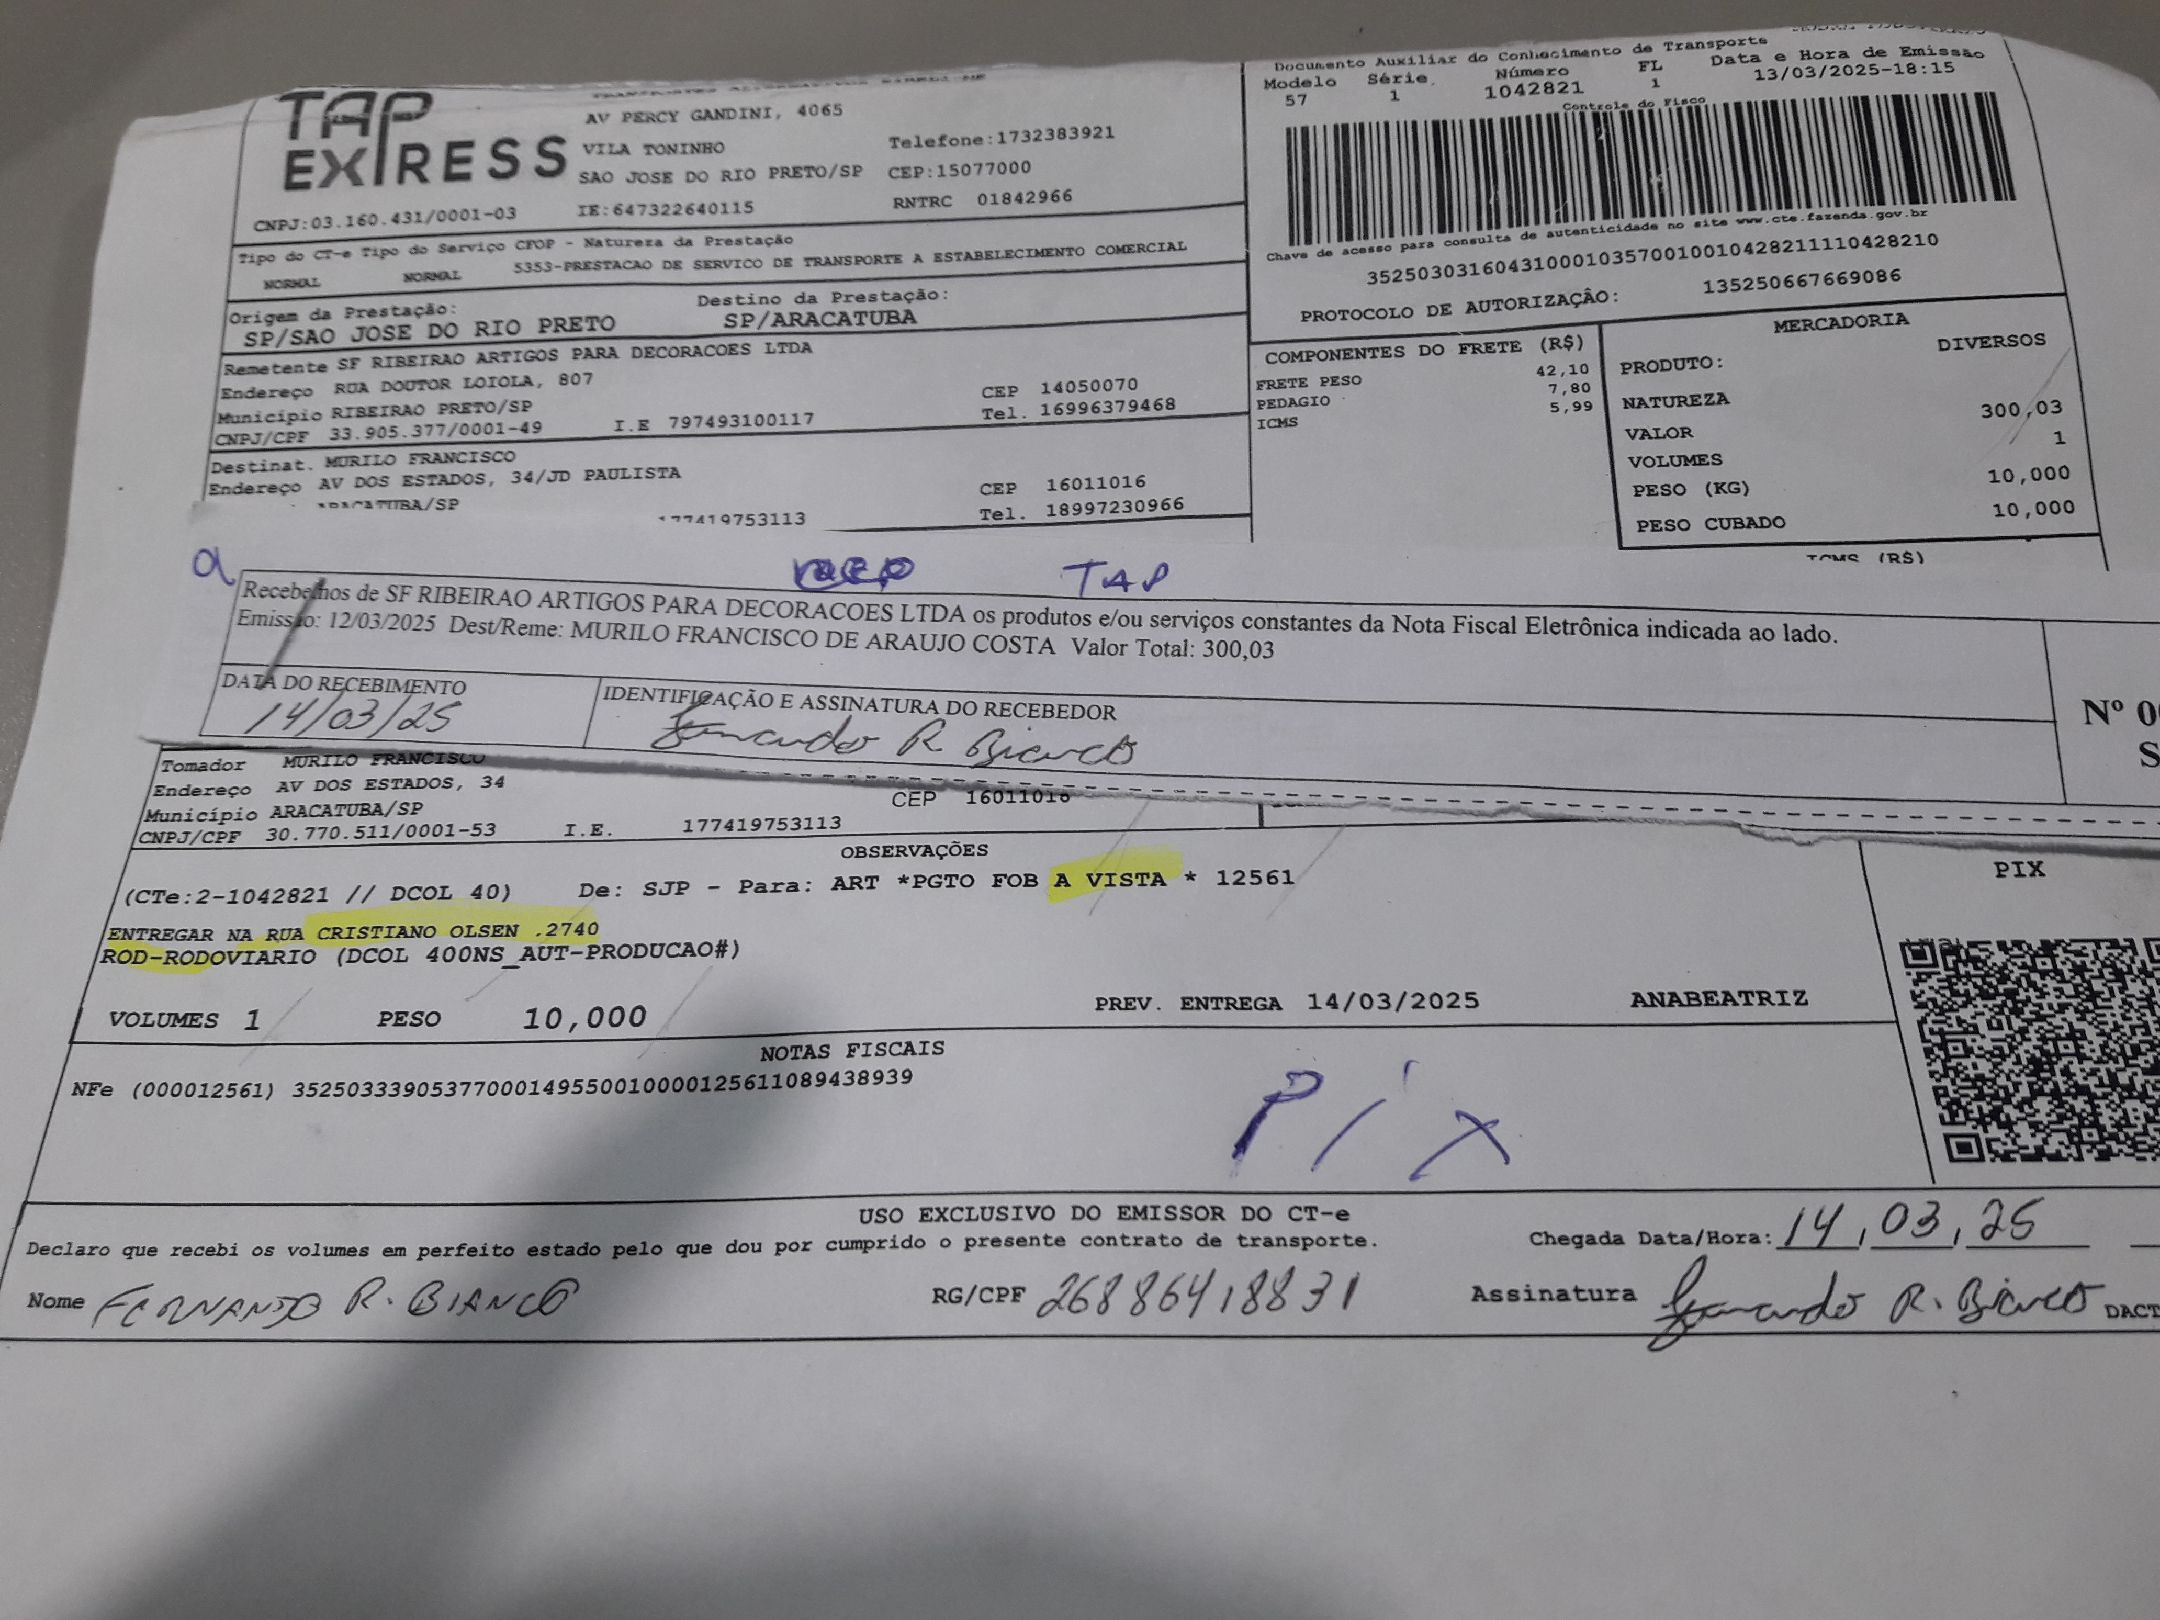 TAP
EXPRESS
AV PERCY GANDINI, 4065
VILA TONINHO
Telefone:1732383921
SAO JOSE DO RIO PRETO/SP CEP:15077000
CNPJ:03.160.431/0001-03 IE:647322640115 RNTRC 01842966
Tipo do CT-e Tipo do Serviço CFOP - Natureza da Prestação
NORMAL NORMAL 5353-PRESTACAO DE SERVICO DE TRANSPORTE A ESTABELECIMENTO COMERCIAL
Origem da Prestação: Destino da Prestação:
SP/SAO JOSE DO RIO PRETO SP/ARACATUBA
Remetente SF RIBEIRAO ARTIGOS PARA DECORACOES LTDA
Endereço RUA DOUTOR LOIOLA, 807 CEP 14050070
Município RIBEIRAO PRETO/SP Tel. 16996379468
CNPJ/CPF 33.905.377/0001-49 I.E 797493100117
Destinat. MURILO FRANCISCO
Endereço AV DOS ESTADOS, 34/JD PAULISTA CEP 16011016
ARACATUBA/SP Tel. 18997230966
177419753113
Documento Auxiliar do Conhecimento de Transporte
Modelo Série Número FL Data e Hora de Emissão
57 1 1042821 1 13/03/2025-18:15
Controle do Fisco
Chave de acesso para consulta de autenticidade no site www.cte.fazenda.gov.br
35250303160431000103570010010428211110428210
PROTOCOLO DE AUTORIZAÇÃO: 135250667669086
COMPONENTES DO FRETE (R$)
FRETE PESO 42,10
PEDAGIO 7,80
ICMS 5,99
MERCADORIA
PRODUTO: DIVERSOS
NATUREZA
VALOR 300,03
VOLUMES 1
PESO (KG) 10,000
PESO CUBADO 10,000
ICMS (R$)
TAP
Recebemos de SF RIBEIRAO ARTIGOS PARA DECORACOES LTDA os produtos e/ou serviços constantes da Nota Fiscal Eletrônica indicada ao lado.
Emissão: 12/03/2025 Dest/Reme: MURILO FRANCISCO DE ARAUJO COSTA Valor Total: 300,03
DATA DO RECEBIMENTO IDENTIFICAÇÃO E ASSINATURA DO RECEBEDOR
14/03/25 Fernando R. Bianco
Nº 0
S
Tomador MURILO FRANCISCO
Endereço AV DOS ESTADOS, 34 CEP 16011016
Município ARACATUBA/SP
CNPJ/CPF 30.770.511/0001-53 I.E. 177419753113
OBSERVAÇÕES
(CTe:2-1042821 // DCOL 40) De: SJP - Para: ART *PGTO FOB A VISTA * 12561
ENTREGAR NA RUA CRISTIANO OLSEN .2740
ROD-RODOVIARIO (DCOL 400NS_AUT-PRODUCAO#)
VOLUMES 1 PESO 10,000 PREV. ENTREGA 14/03/2025 ANABEATRIZ
PIX
NOTAS FISCAIS
NFe (000012561) 35250333905377000149550010000125611089438939
Pix
USO EXCLUSIVO DO EMISSOR DO CT-e
Declaro que recebi os volumes em perfeito estado pelo que dou por cumprido o presente contrato de transporte.
Chegada Data/Hora: 14,03,25
Nome FERNANDO R. BIANCO RG/CPF 26886418831 Assinatura Fernando R. Bianco DACT